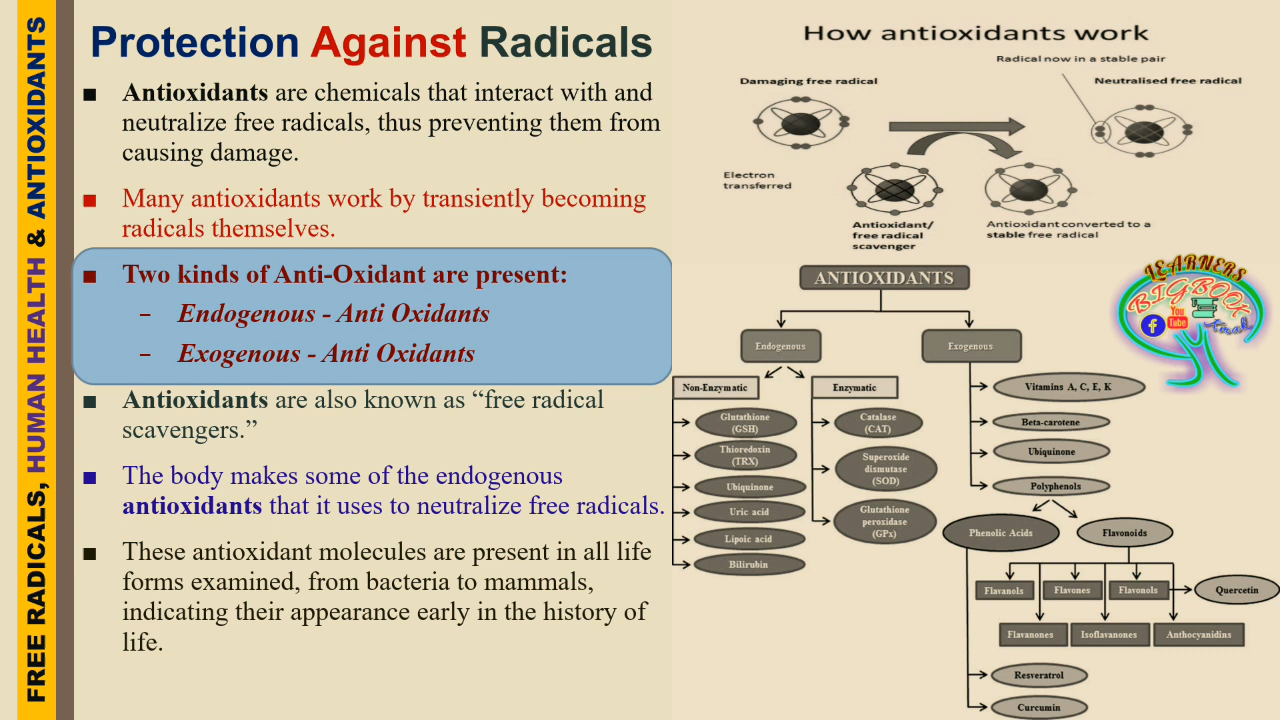 FREE RADICALS, HUMAN HEALTH & ANTIOXIDANTS
Protection Against Radicals
■ Antioxidants are chemicals that interact with and
neutralize free radicals, thus preventing them from
causing damage.
■ Many antioxidants work by transiently becoming
radicals themselves.
■ Two kinds of Anti-Oxidant are present:
– Endogenous - Anti Oxidants
– Exogenous - Anti Oxidants
■ Antioxidants are also known as “free radical
scavengers.”
■ The body makes some of the endogenous
antioxidants that it uses to neutralize free radicals.
■ These antioxidant molecules are present in all life
forms examined, from bacteria to mammals,
indicating their appearance early in the history of
life.
How antioxidants work
Radical now in a stable pair
Damaging free radical
Neutralised free radical
Electron
transferred
Antioxidant/
free radical
scavenger
Antioxidant converted to a
stable free radical
LEARNERS
BIGBOOK
You
Tube
ANTIOXIDANTS
Endogenous
Exogenous
Non-Enzymatic
Glutathione
(GSH)
Thioredoxin
(TRX)
Ubiquinone
Uric acid
Lipoic acid
Bilirubin
Enzymatic
Catalase
(CAT)
Superoxide
dismutase
(SOD)
Glutathione
peroxidase
(GPx)
Vitamins A, C, E, K
Beta-carotene
Ubiquinone
Polyphenols
Phenolic Acids
Flavonoids
Flavanols
Flavones
Flavonols
Quercetin
Flavanones
Isoflavanones
Anthocyanidins
Resveratrol
Curcumin